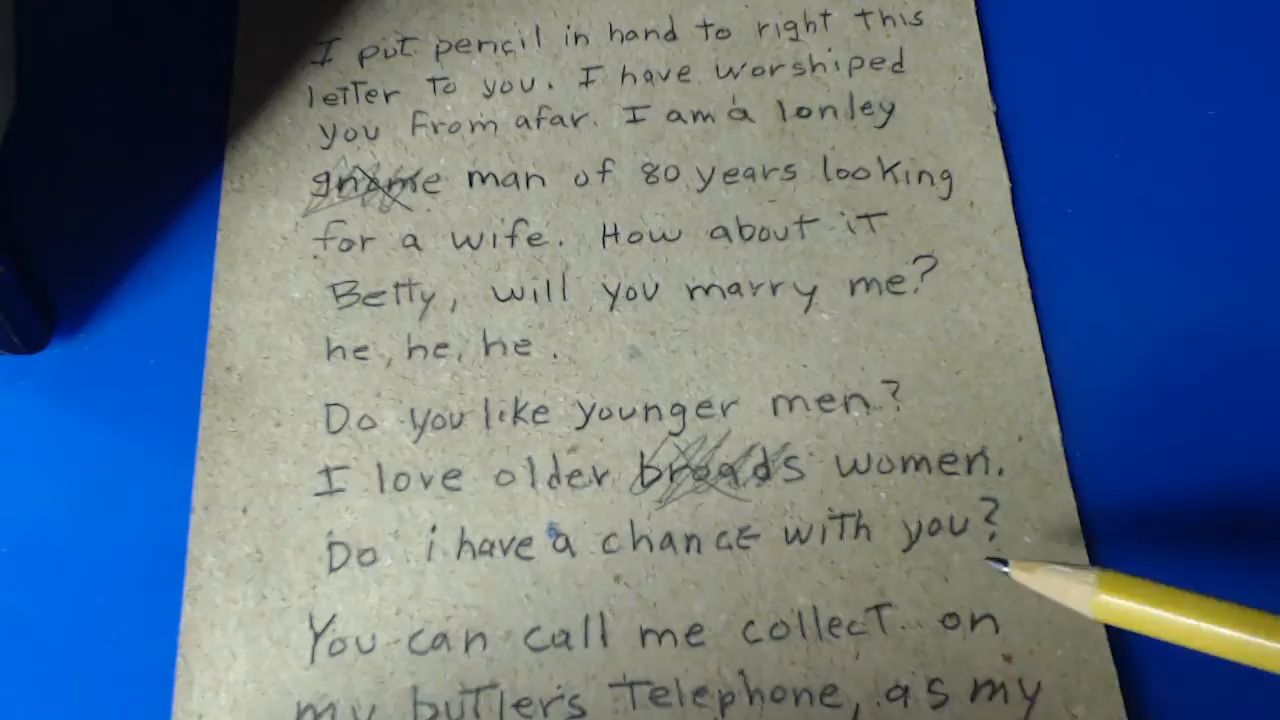 I put pencil in hand to right this
letter to you. I have worshiped
you from afar. I am a lonley
gnome man of 80 years looking
for a wife. How about it
Betty, will you marry me?
he, he, he.
Do you like younger men?
I love older broads women.
Do i have a chance with you?
You can call me collect on
my butlers Telephone, as my